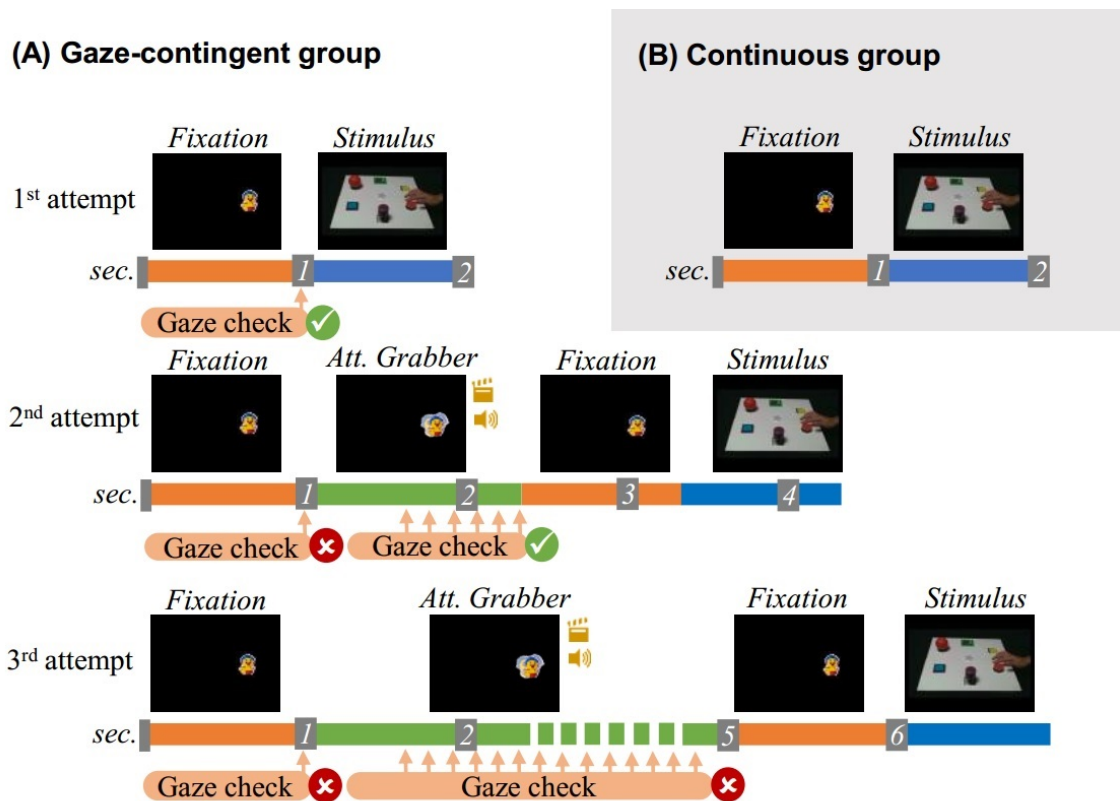 (A) Gaze-contingent group
(B) Continuous group
Fixation Stimulus
Fixation Stimulus
1st attempt
sec. 1 2
sec. 1 2
Gaze check
Fixation Att. Grabber Fixation Stimulus
2nd attempt
sec. 1 2 3 4
Gaze check Gaze check
Fixation Att. Grabber Fixation Stimulus
3rd attempt
sec. 1 2 5 6
Gaze check Gaze check